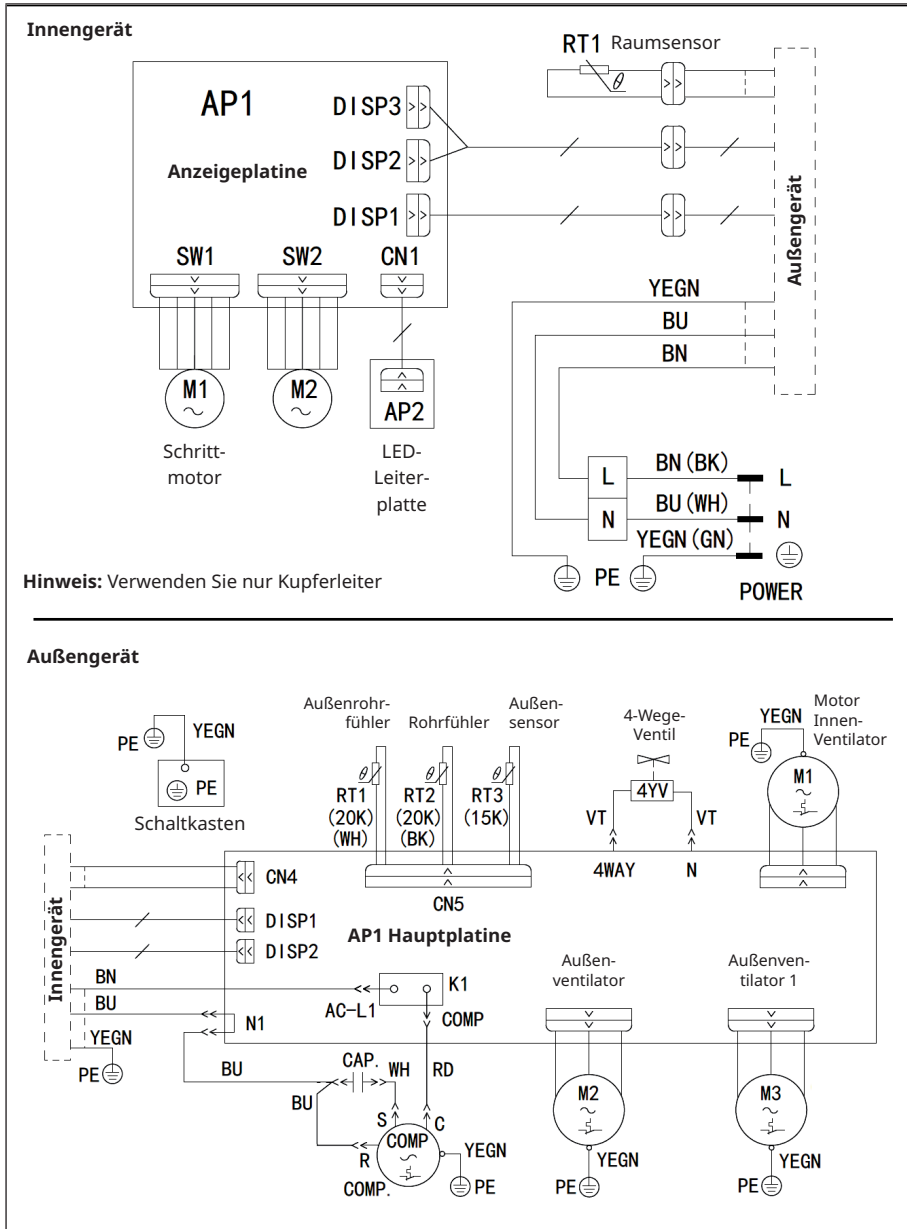 Innengerät
RT1 Raumsensor
θ
AP1
DISP3
Anzeigeplatine
DISP2
DISP1
Außengerät
SW1 SW2 CN1
YEGN
BU
BN
M1 M2
AP2
Schritt-
motor
LED-
Leiter-
platte
L BN(BK) L
N BU(WH) N
YEGN(GN)
PE
POWER
Hinweis: Verwenden Sie nur Kupferleiter
Außengerät
PE YEGN
PE
Schaltkasten
Außenrohr-
fühler
Rohrfühler
Außen-
sensor
4-Wege-
Ventil
Motor
Innen-
Ventilator
YEGN
PE
θ θ θ
RT1 RT2 RT3
(20K) (20K) (15K)
(WH) (BK)
4YV
VT VT
4WAY N
M1
CN5
AP1 Hauptplatine
Innengerät
CN4
DISP1
DISP2
BN
BU
YEGN
PE
N1
K1
AC-L1
COMP
Außen-
ventilator
Außenven-
tilator 1
BU
CAP.
WH RD
BU
S C
COMP
R
COMP.
YEGN
PE
M2
YEGN
PE
M3
YEGN
PE